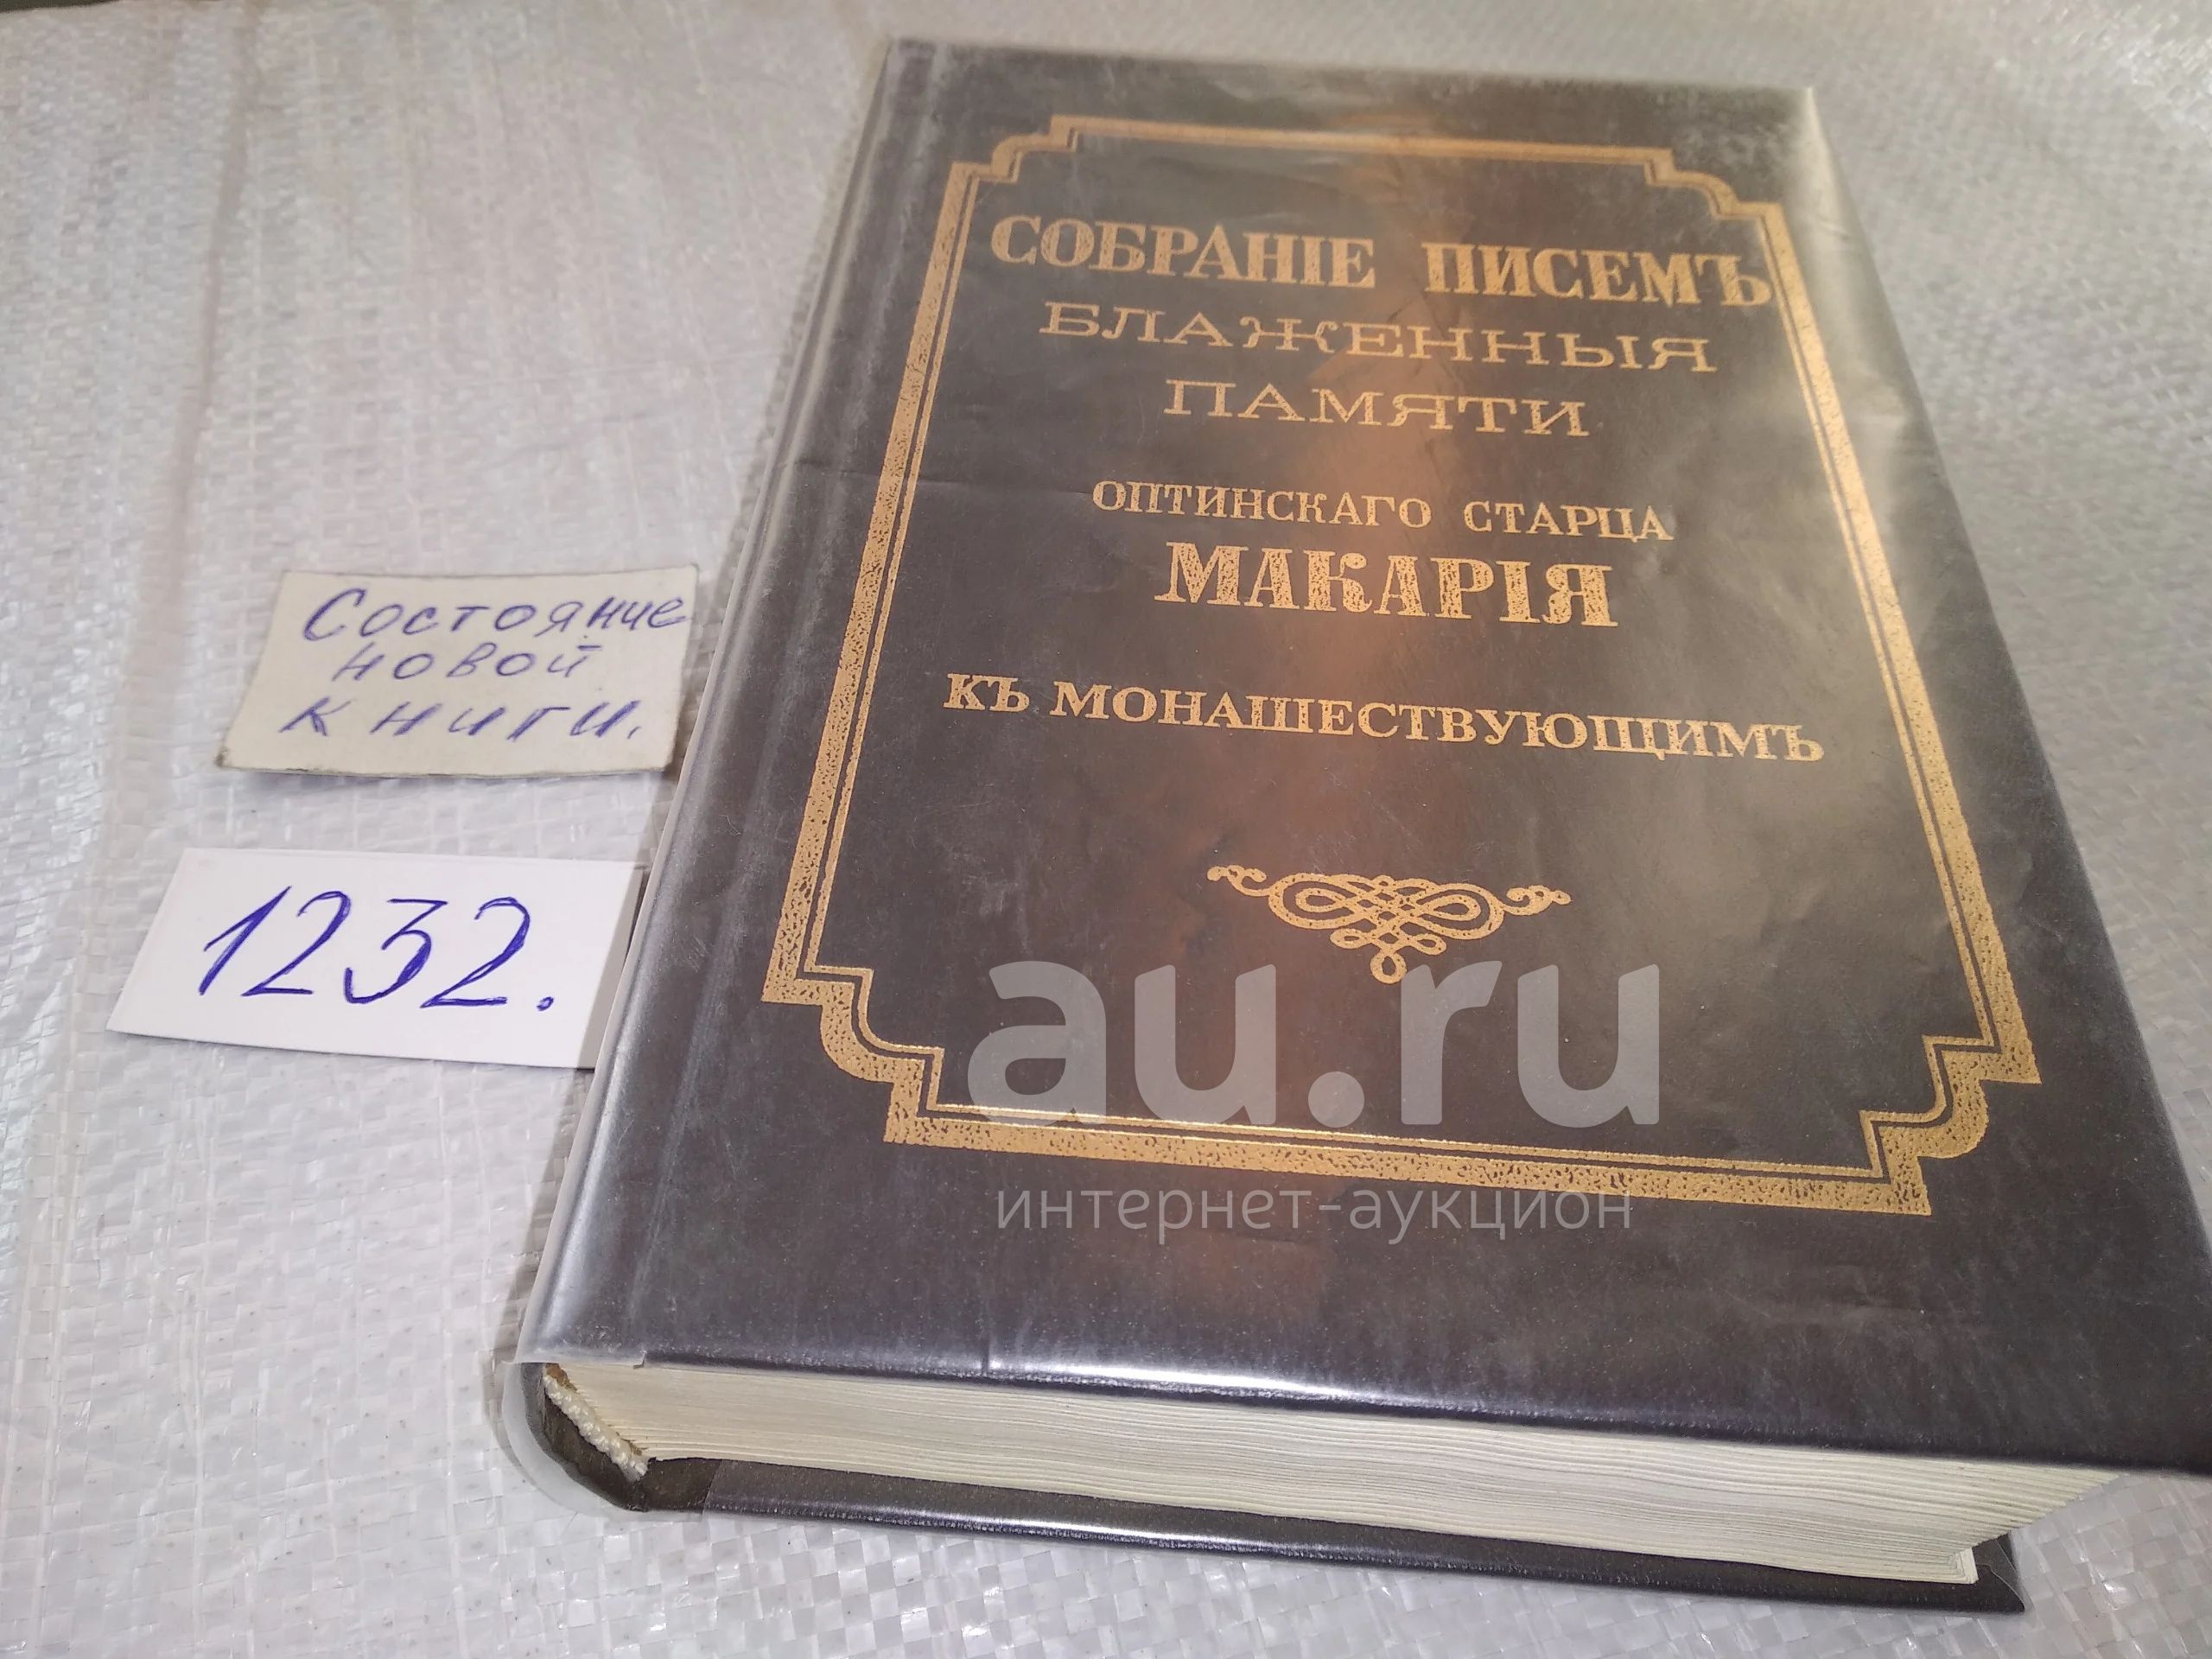 СОБРАНІЕ ПИСЕМЪ
БЛАЖЕННЫЯ
ПАМЯТИ
ОПТИНСКАГО СТАРЦА
МАКАРІЯ
КЪ МОНАШЕСТВУЮЩИМЪ
Состояние
новой
книги.
1232.
au.ru
интернет-аукцион